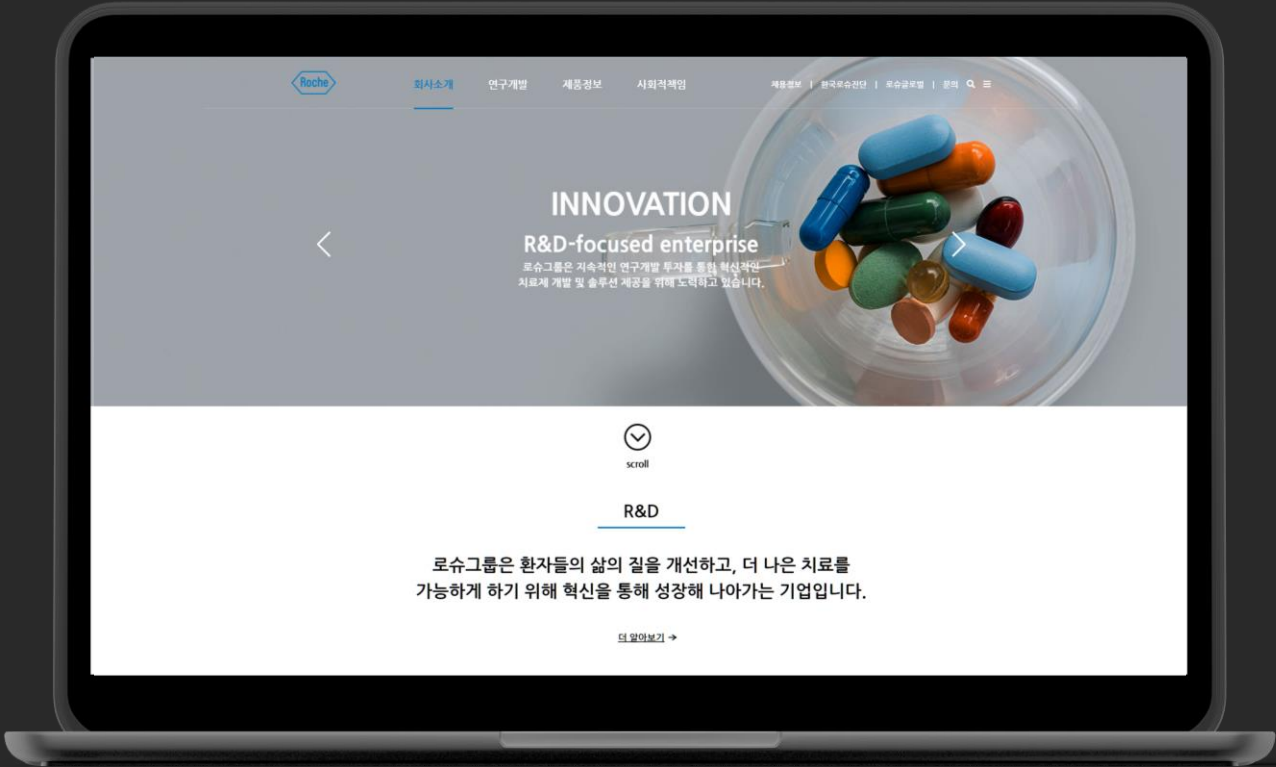 Roche
회사소개 연구개발 제품정보 사회적책임
제품정보 | 한국로슈진단 | 로슈글로벌 | 문의
INNOVATION
R&D-focused enterprise
로슈그룹은 지속적인 연구개발 투자를 통한 혁신적인
치료제 개발 및 솔루션 제공을 위해 노력하고 있습니다.
scroll
R&D
로슈그룹은 환자들의 삶의 질을 개선하고, 더 나은 치료를
가능하게 하기 위해 혁신을 통해 성장해 나아가는 기업입니다.
더 알아보기 →